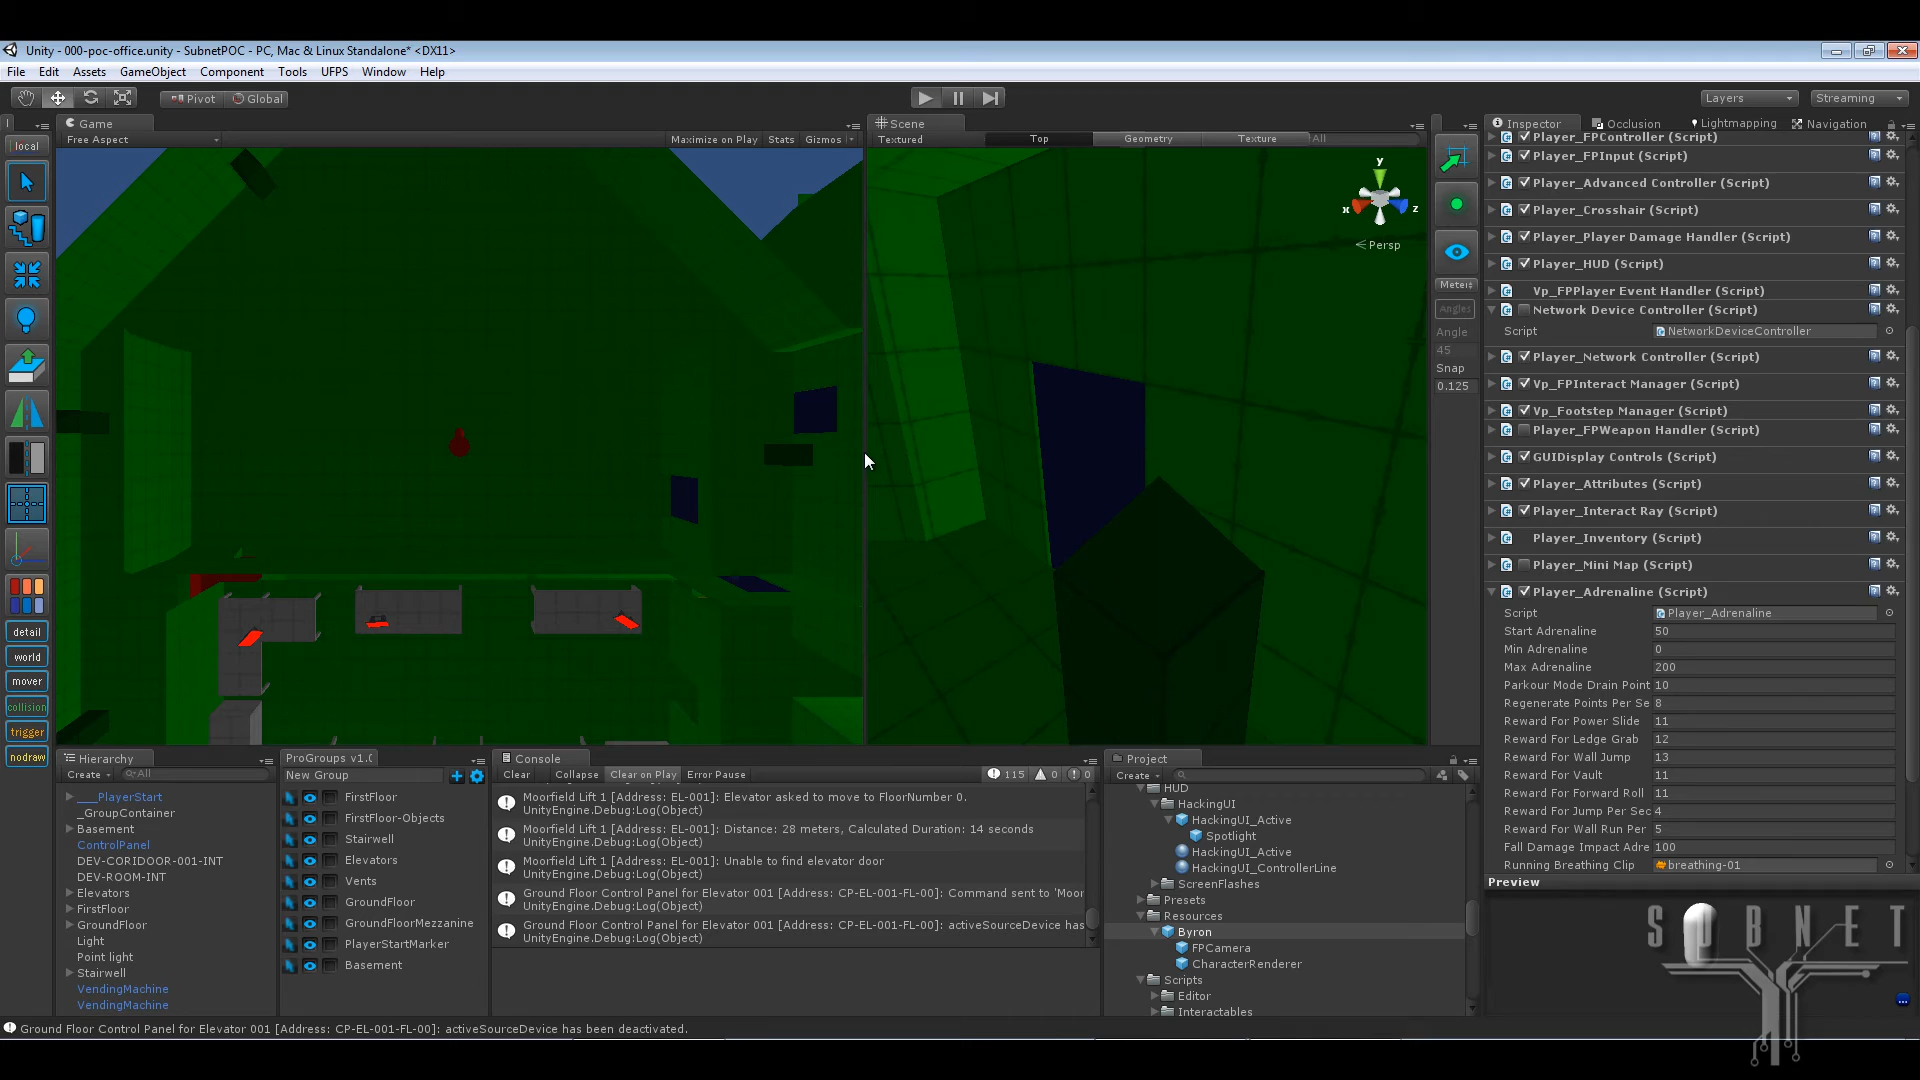 Unity - 000-poc-office.unity - SubnetPOC - PC, Mac & Linux Standalone* <DX11>
File Edit Assets GameObject Component Tools UFPS Window Help
Pivot Global Layers Streaming
Game
Free Aspect Maximize on Play Stats Gizmos
Scene
Textured Top Geometry Texture All
y
x z
Persp
local
detail
world
mover
collision
trigger
nodraw
Meters
Angles
Angle
45
Snap
0.125
Inspector Occlusion Lightmapping Navigation
Player_FPController (Script)
Player_FPInput (Script)
Player_Advanced Controller (Script)
Player_Crosshair (Script)
Player_Player Damage Handler (Script)
Player_HUD (Script)
Vp_FPPlayer Event Handler (Script)
Network Device Controller (Script)
Script NetworkDeviceController
Player_Network Controller (Script)
Vp_FPInteract Manager (Script)
Vp_Footstep Manager (Script)
Player_FPWeapon Handler (Script)
GUIDisplay Controls (Script)
Player_Attributes (Script)
Player_Interact Ray (Script)
Player_Inventory (Script)
Player_Mini Map (Script)
Player_Adrenaline (Script)
Script Player_Adrenaline
Start Adrenaline 50
Min Adrenaline 0
Max Adrenaline 200
Parkour Mode Drain Point 10
Regenerate Points Per Se 8
Reward For Power Slide 11
Reward For Ledge Grab 12
Reward For Wall Jump 13
Reward For Vault 11
Reward For Forward Roll 11
Reward For Jump Per Sec 4
Reward For Wall Run Per 5
Fall Damage Impact Adre 100
Running Breathing Clip breathing-01
Preview
SUBNET
Hierarchy
Create All
___PlayerStart
_GroupContainer
Basement
ControlPanel
DEV-CORIDOOR-001-INT
DEV-ROOM-INT
Elevators
FirstFloor
GroundFloor
Light
Point light
Stairwell
VendingMachine
VendingMachine
ProGroups v1.0
New Group
FirstFloor
FirstFloor-Objects
Stairwell
Elevators
Vents
GroundFloor
GroundFloorMezzanine
PlayerStartMarker
Basement
Console
Clear Collapse Clear on Play Error Pause 115 0 0
Moorfield Lift 1 [Address: EL-001]: Elevator asked to move to FloorNumber 0.
UnityEngine.Debug:Log(Object)
Moorfield Lift 1 [Address: EL-001]: Distance: 28 meters, Calculated Duration: 14 seconds
UnityEngine.Debug:Log(Object)
Moorfield Lift 1 [Address: EL-001]: Unable to find elevator door
UnityEngine.Debug:Log(Object)
Ground Floor Control Panel for Elevator 001 [Address: CP-EL-001-FL-00]: Command sent to 'Moor
UnityEngine.Debug:Log(Object)
Ground Floor Control Panel for Elevator 001 [Address: CP-EL-001-FL-00]: activeSourceDevice has
UnityEngine.Debug:Log(Object)
Project
Create
HUD
HackingUI
HackingUI_Active
Spotlight
HackingUI_Active
HackingUI_ControllerLine
ScreenFlashes
Presets
Resources
Byron
FPCamera
CharacterRenderer
Scripts
Editor
Interactables
Ground Floor Control Panel for Elevator 001 [Address: CP-EL-001-FL-00]: activeSourceDevice has been deactivated.